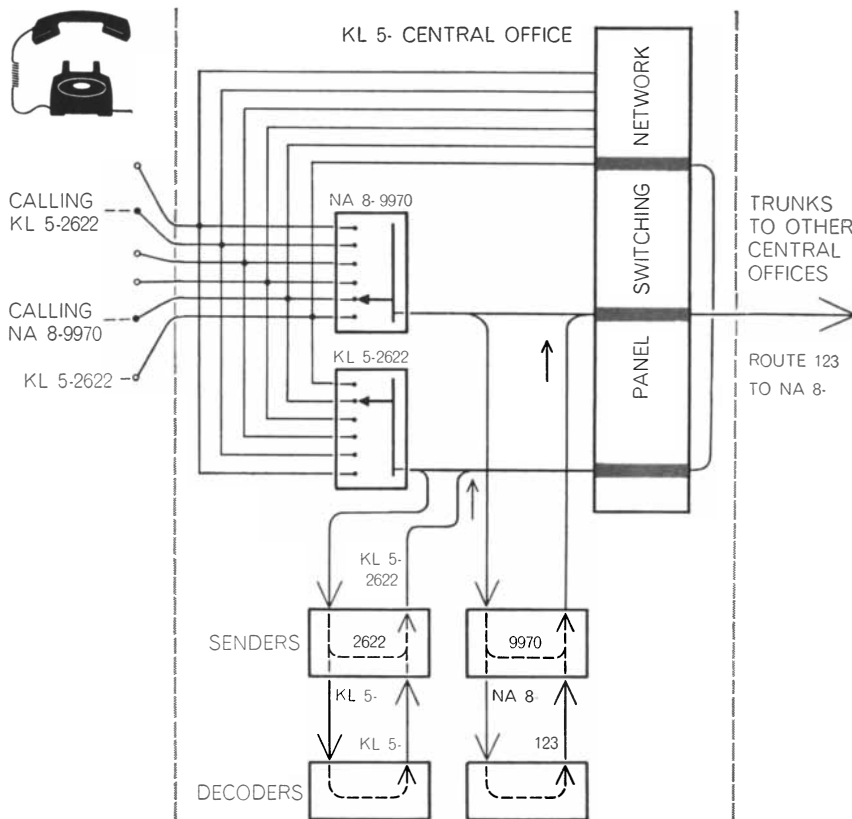 KL 5- CENTRAL OFFICE
NETWORK
SWITCHING
PANEL
CALLING
KL 5-2622
NA 8-9970
TRUNKS
TO OTHER
CENTRAL
OFFICES
CALLING
NA 8-9970
KL 5-2622
KL 5-2622
ROUTE 123
TO NA 8-
KL 5-
2622
SENDERS
2622
9970
KL 5-
NA 8-
KL 5-
123
DECODERS